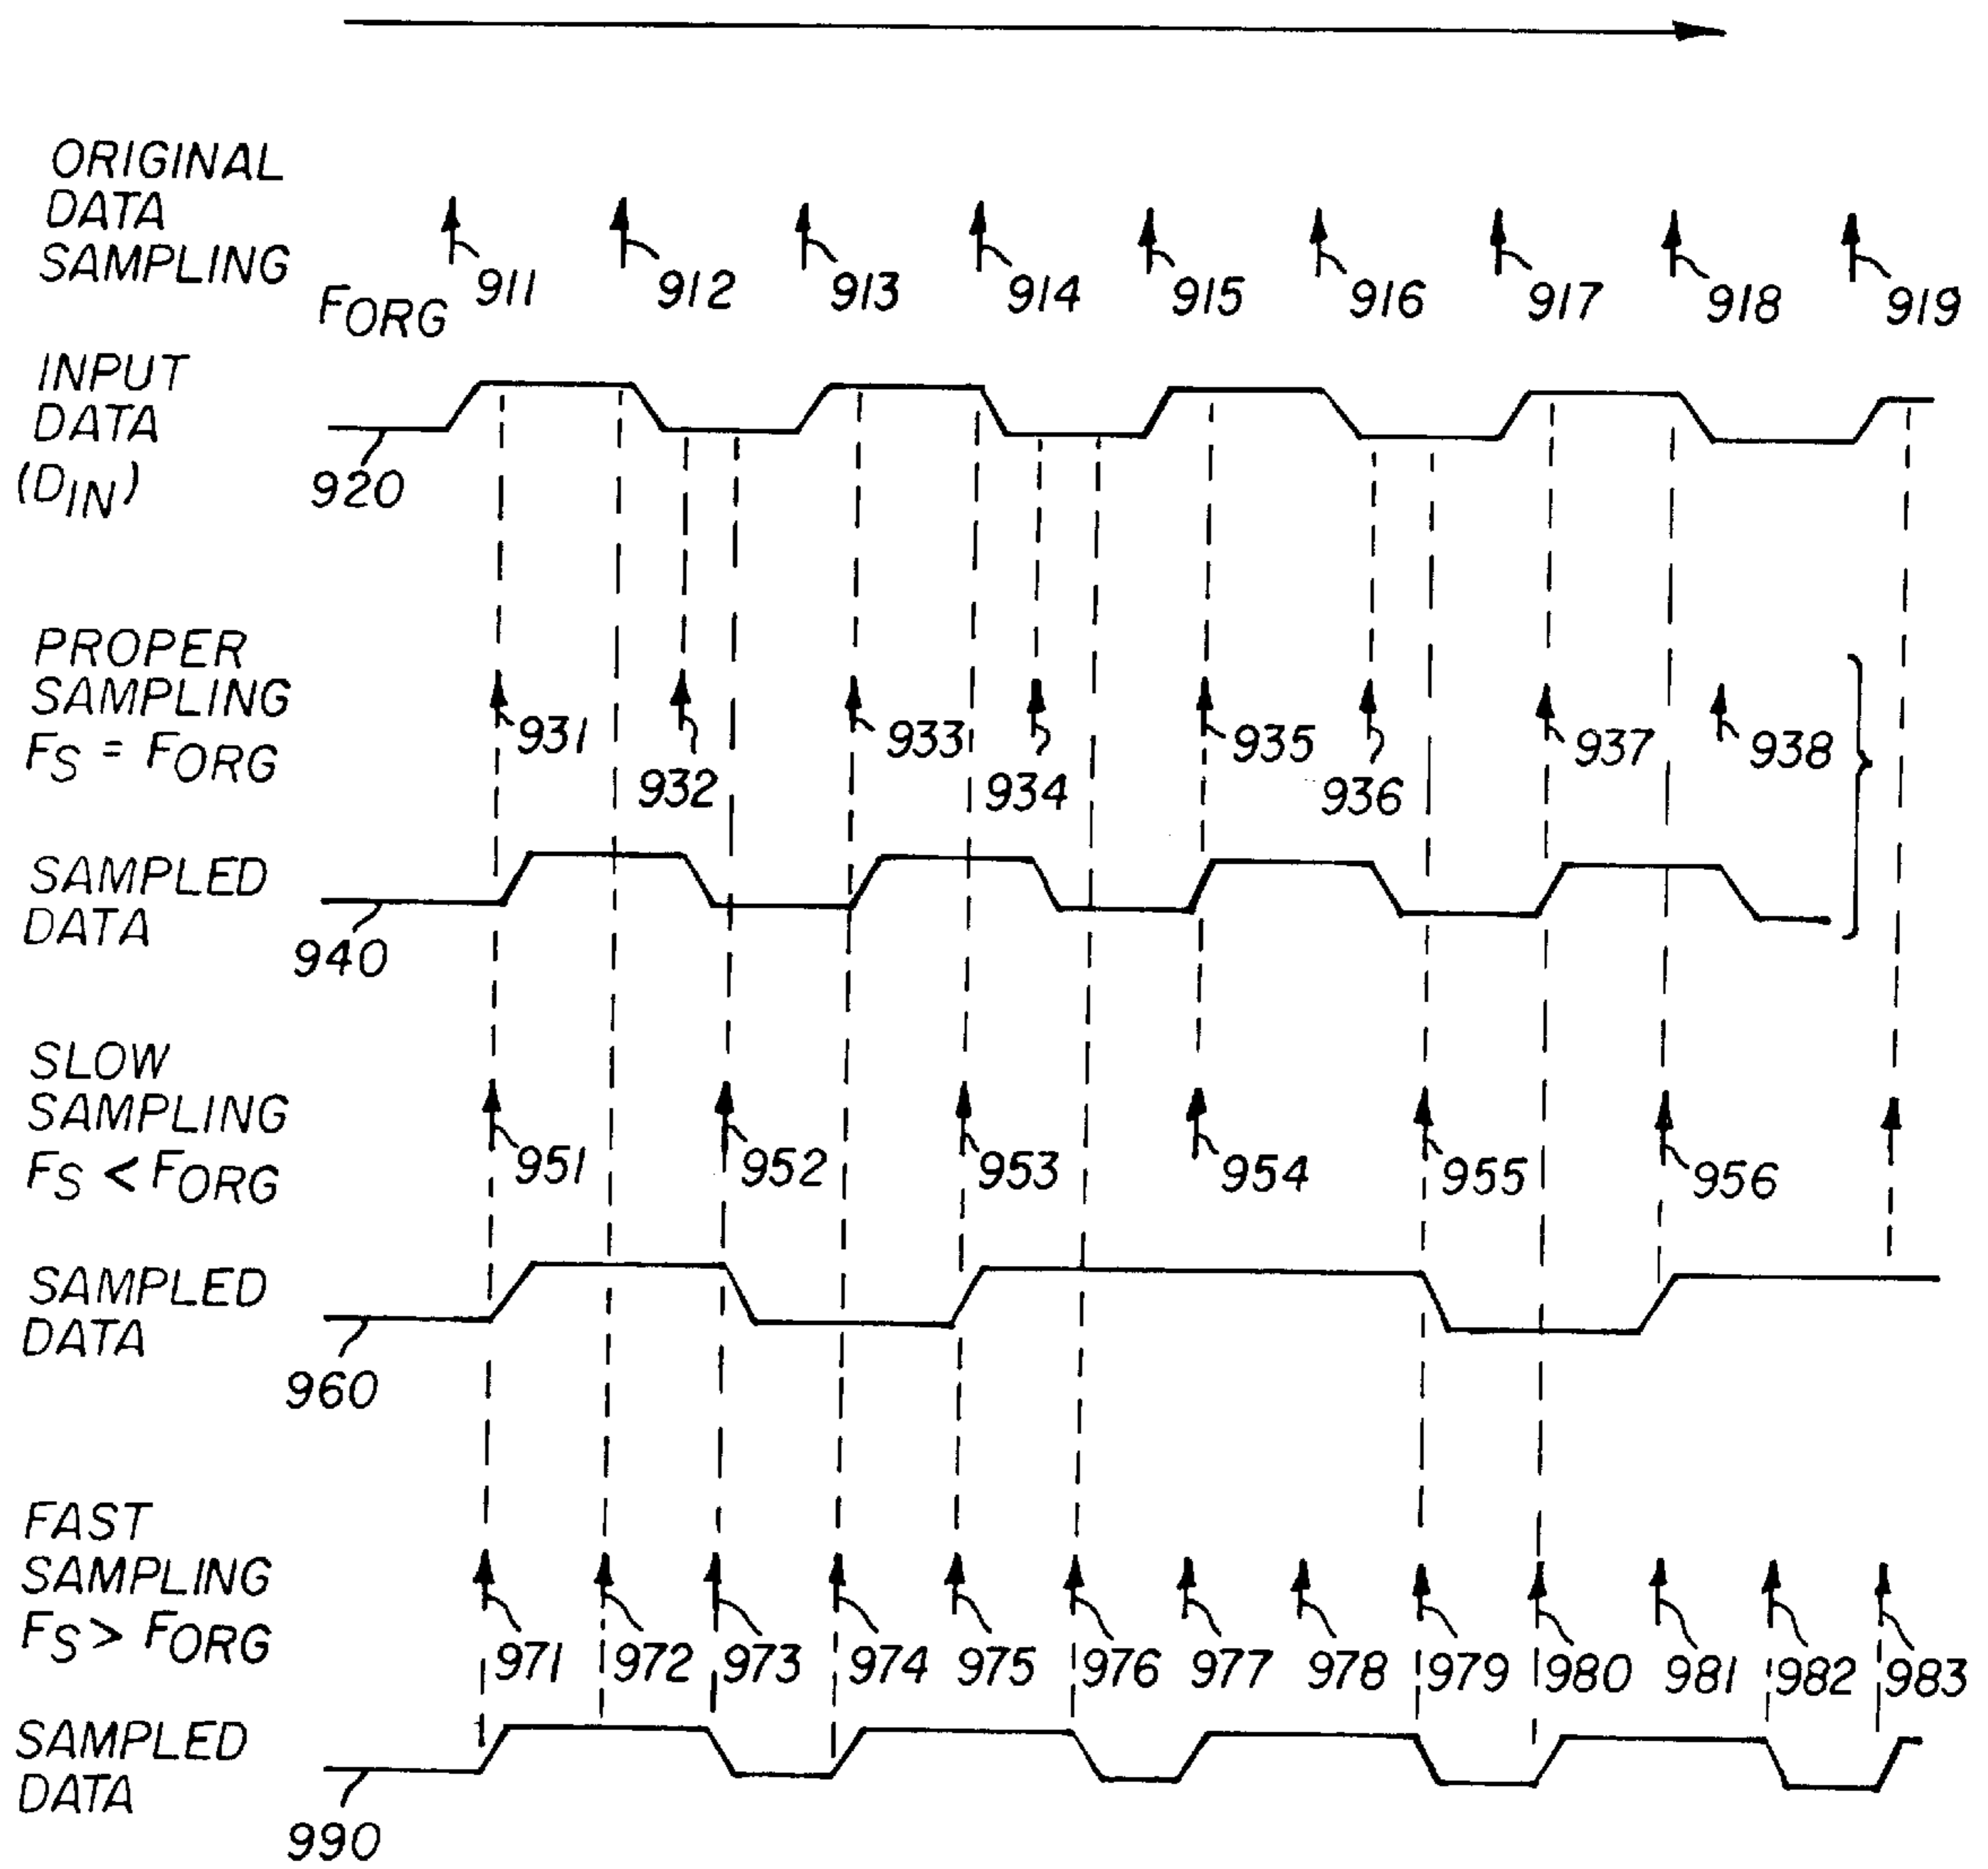 ORIGINAL
DATA
SAMPLING
FORG
911
912
913
914
915
916
917
918
919
INPUT
DATA
(DIN)
920
PROPER
SAMPLING
FS = FORG
931
932
933
934
935
936
937
938
SAMPLED
DATA
940
SLOW
SAMPLING
FS < FORG
951
952
953
954
955
956
SAMPLED
DATA
960
FAST
SAMPLING
FS > FORG
971
972
973
974
975
976
977
978
979
980
981
982
983
SAMPLED
DATA
990